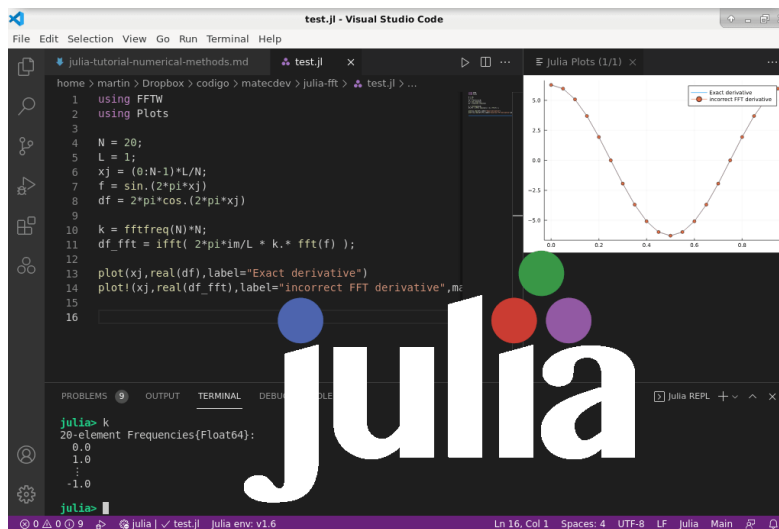 test.jl - Visual Studio Code
File Edit Selection View Go Run Terminal Help
julia-tutorial-numerical-methods.md test.jl × ... Julia Plots (1/1) × ...
home > martin > Dropbox > codigo > matecdev > julia-fft > test.jl > ...
1 using FFTW
2 using Plots
3
4 N = 20;
5 L = 1;
6 xj = (0:N-1)*L/N;
7 f = sin.(2*pi*xj)
8 df = 2*pi*cos.(2*pi*xj)
9
10 k = fftfreq(N)*N;
11 df_fft = ifft( 2*pi*im/L * k.* fft(f) );
12
13 plot(xj,real(df),label="Exact derivative")
14 plot!(xj,real(df_fft),label="incorrect FFT derivative",ma
15
16
Exact derivative
incorrect FFT derivative
5.0
2.5
0.0
-2.5
-5.0
0.0 0.2 0.4 0.6 0.8
julia
PROBLEMS 9 OUTPUT TERMINAL Julia REPL
julia> k
20-element Frequencies{Float64}:
0.0
1.0
⋮
-1.0
julia>
0 0 9 julia | ✓ test.jl Julia env: v1.6 Ln 16, Col 1 Spaces: 4 UTF-8 LF Julia Main